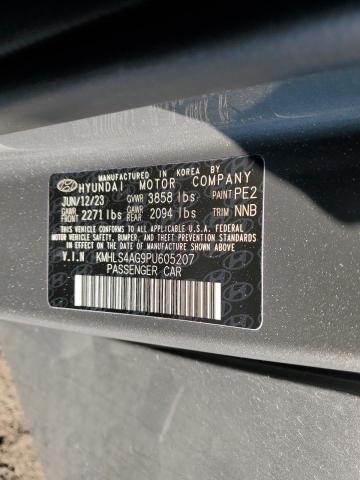 MANUFACTURED IN KOREA
BY
HYUNDAI MOTOR COMPANY
JUN/12/23 GVWR 3858 lbs PAINT PE2
GAWR FRONT 2271 lbs GAWR REAR 2094 lbs TRIM NNB
THIS VEHICLE CONFORMS TO ALL APPLICABLE U.S. FEDERAL MOTOR VEHICLE
SAFETY, BUMPER, AND THEFT PREVENTION STANDARDS IN
EFFECT ON THE DATE OF MANUFACTURE SHOWN ABOVE.
V.I.N KMHLS4AG9PU605207
PASSENGER CAR